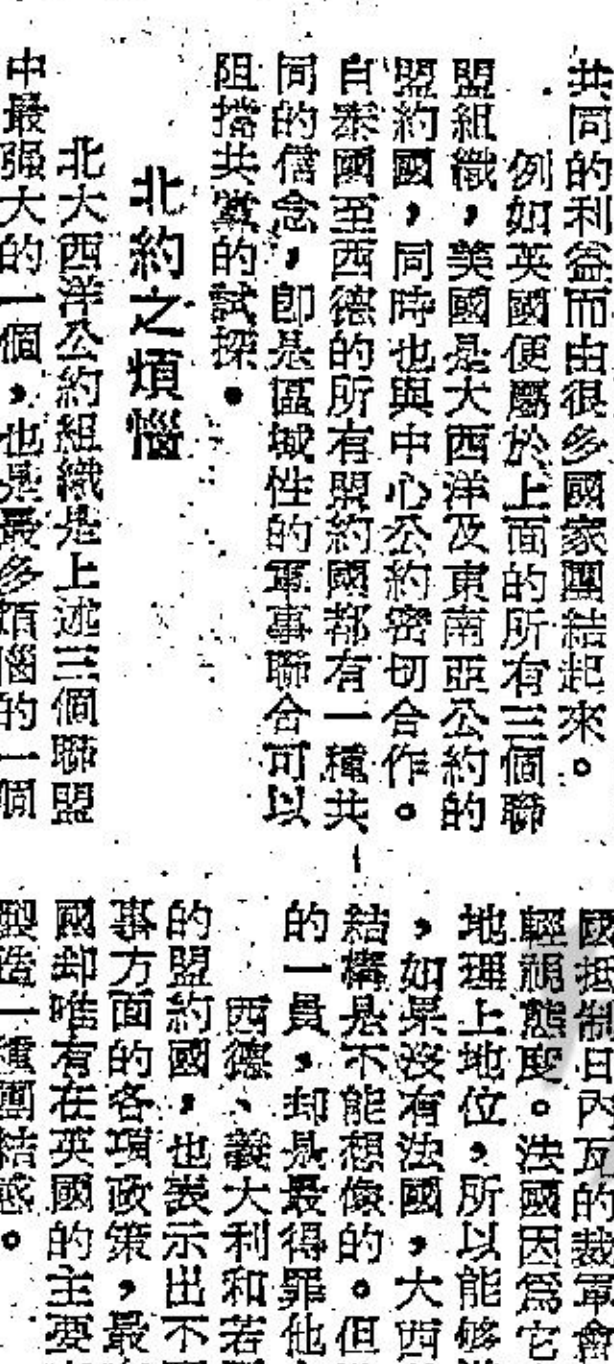 共同的利益而由很多國家團結起來。
例如英國便屬於上面的所有三個聯
盟組織，美國是大西洋及東南亞公約的
盟約國，同時也與中心公約密切合作。
自泰國至西德的所有盟約國都有一種共
同的信念，卽是區域性的軍事聯合可以
阻擋共黨的試探。
北約之煩惱
北大西洋公約組織是上述三個聯盟
中最强大的一個，也是最多煩惱的一個
國抵制日內瓦的裁軍會
輕視態度。法國因爲它
地理上地位，所以能够
，如果沒有法國，大西
結構是不能想像的。但
的一員，却是最得罪他
西德、義大利和若
的盟約國，也表示出不
事方面的各項政策，最
國却唯有在英國的主要
製造一種團結感。